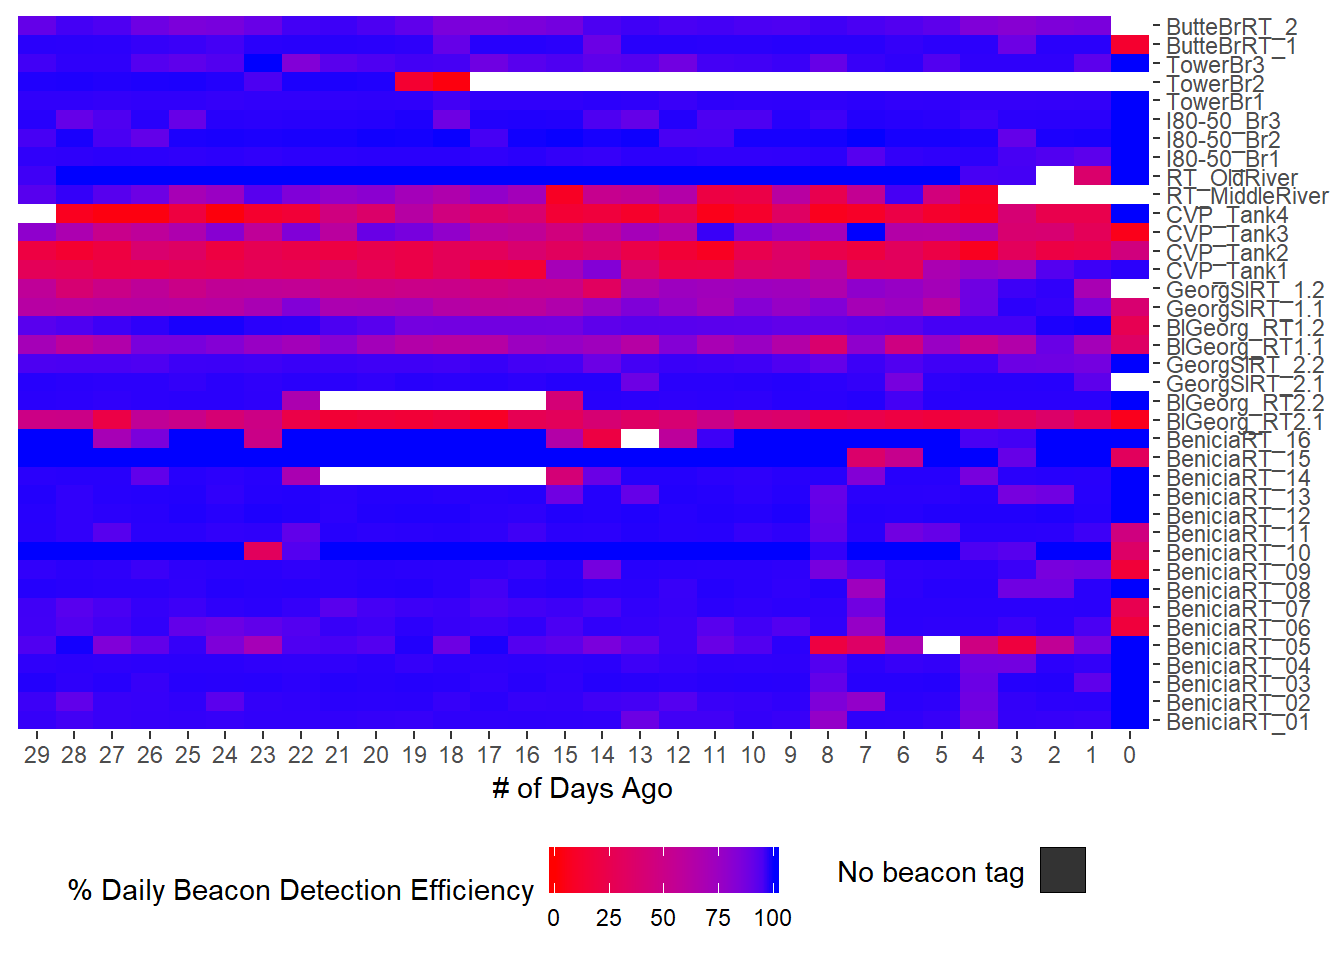 ButteBrRT_2
ButteBrRT_1
TowerBr3
TowerBr2
TowerBr1
I80-50_Br3
I80-50_Br2
I80-50_Br1
RT_OldRiver
RT_MiddleRiver
CVP_Tank4
CVP_Tank3
CVP_Tank2
CVP_Tank1
GeorgSlRT_1.2
GeorgSlRT_1.1
BlGeorg_RT1.2
BlGeorg_RT1.1
GeorgSlRT_2.2
GeorgSlRT_2.1
BlGeorg_RT2.2
BlGeorg_RT2.1
BeniciaRT_16
BeniciaRT_15
BeniciaRT_14
BeniciaRT_13
BeniciaRT_12
BeniciaRT_11
BeniciaRT_10
BeniciaRT_09
BeniciaRT_08
BeniciaRT_07
BeniciaRT_06
BeniciaRT_05
BeniciaRT_04
BeniciaRT_03
BeniciaRT_02
BeniciaRT_01
29 28 27 26 25 24 23 22 21 20 19 18 17 16 15 14 13 12 11 10 9 8 7 6 5 4 3 2 1 0
# of Days Ago
% Daily Beacon Detection Efficiency
0 25 50 75 100
No beacon tag